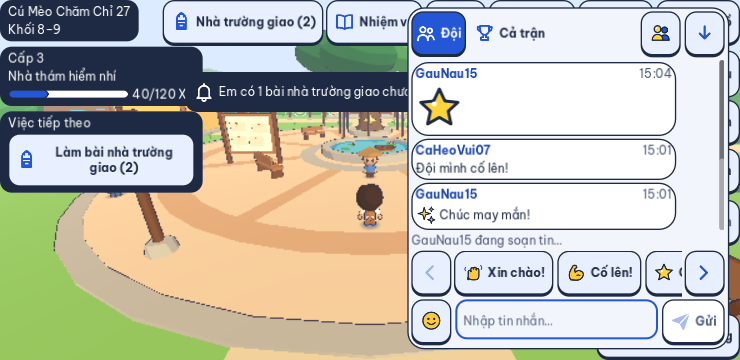 Cú Mèo Chăm Chỉ 27
Khối 8-9
Nhà trường giao (2)
Nhiệm v
Cấp 3
Nhà thám hiểm nhí
40/120 X
Em có 1 bài nhà trường giao chư
Việc tiếp theo
Làm bài nhà trường
giao (2)
Đội
Cả trận
GauNau15
15:04
CaHeoVui07
15:01
Đội mình cố lên!
GauNau15
15:01
Chúc may mắn!
GauNau15 đang soạn tin...
Xin chào!
Cố lên!
Nhập tin nhắn...
Gửi